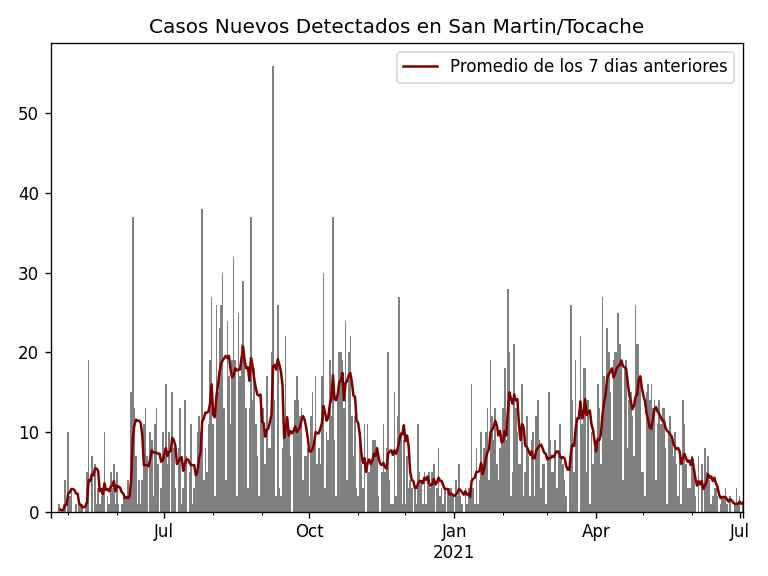 Casos Nuevos Detectados en San Martin/Tocache
Promedio de los 7 dias anteriores
50
40
30
20
10
0
Jul
Oct
Jan
2021
Apr
Jul